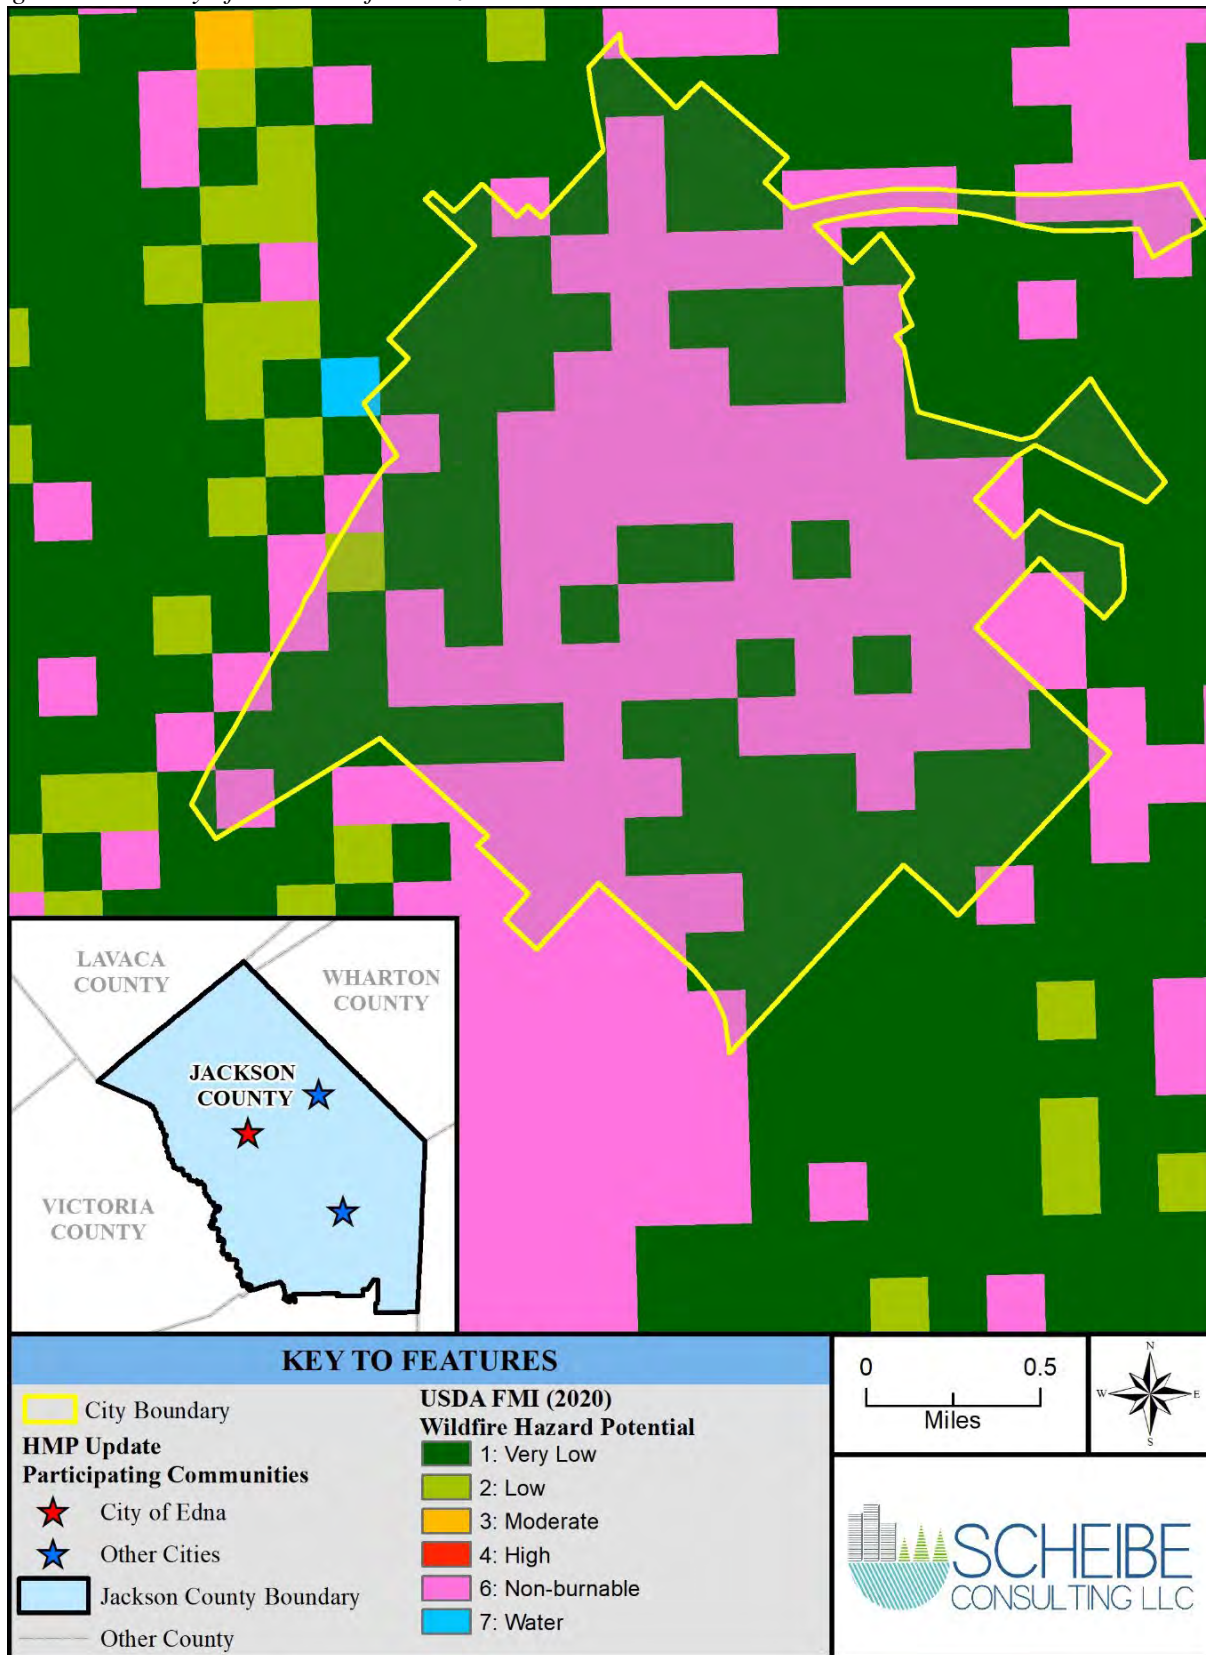 LAVACA
COUNTY
WHARTON
COUNTY
JACKSON
COUNTY
VICTORIA
COUNTY
KEY TO FEATURES
City Boundary
HMP Update
Participating Communities
City of Edna
Other Cities
Jackson County Boundary
Other County
USDA FMI (2020)
Wildfire Hazard Potential
1: Very Low
2: Low
3: Moderate
4: High
6: Non-burnable
7: Water
0 0.5
Miles
N
W E
S
SCHEIBE
CONSULTING LLC